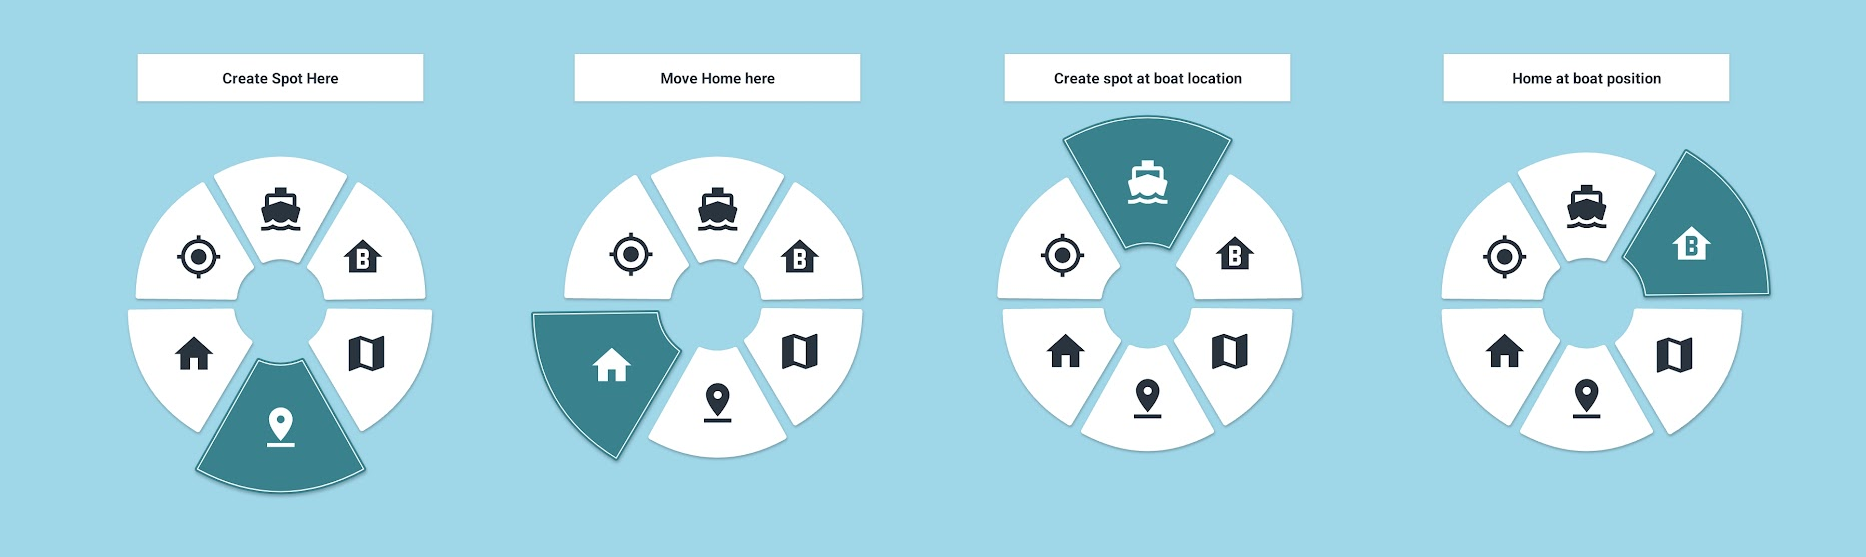 Create Spot Here
Move Home here
Create spot at boat location
Home at boat position
B
B
B
B